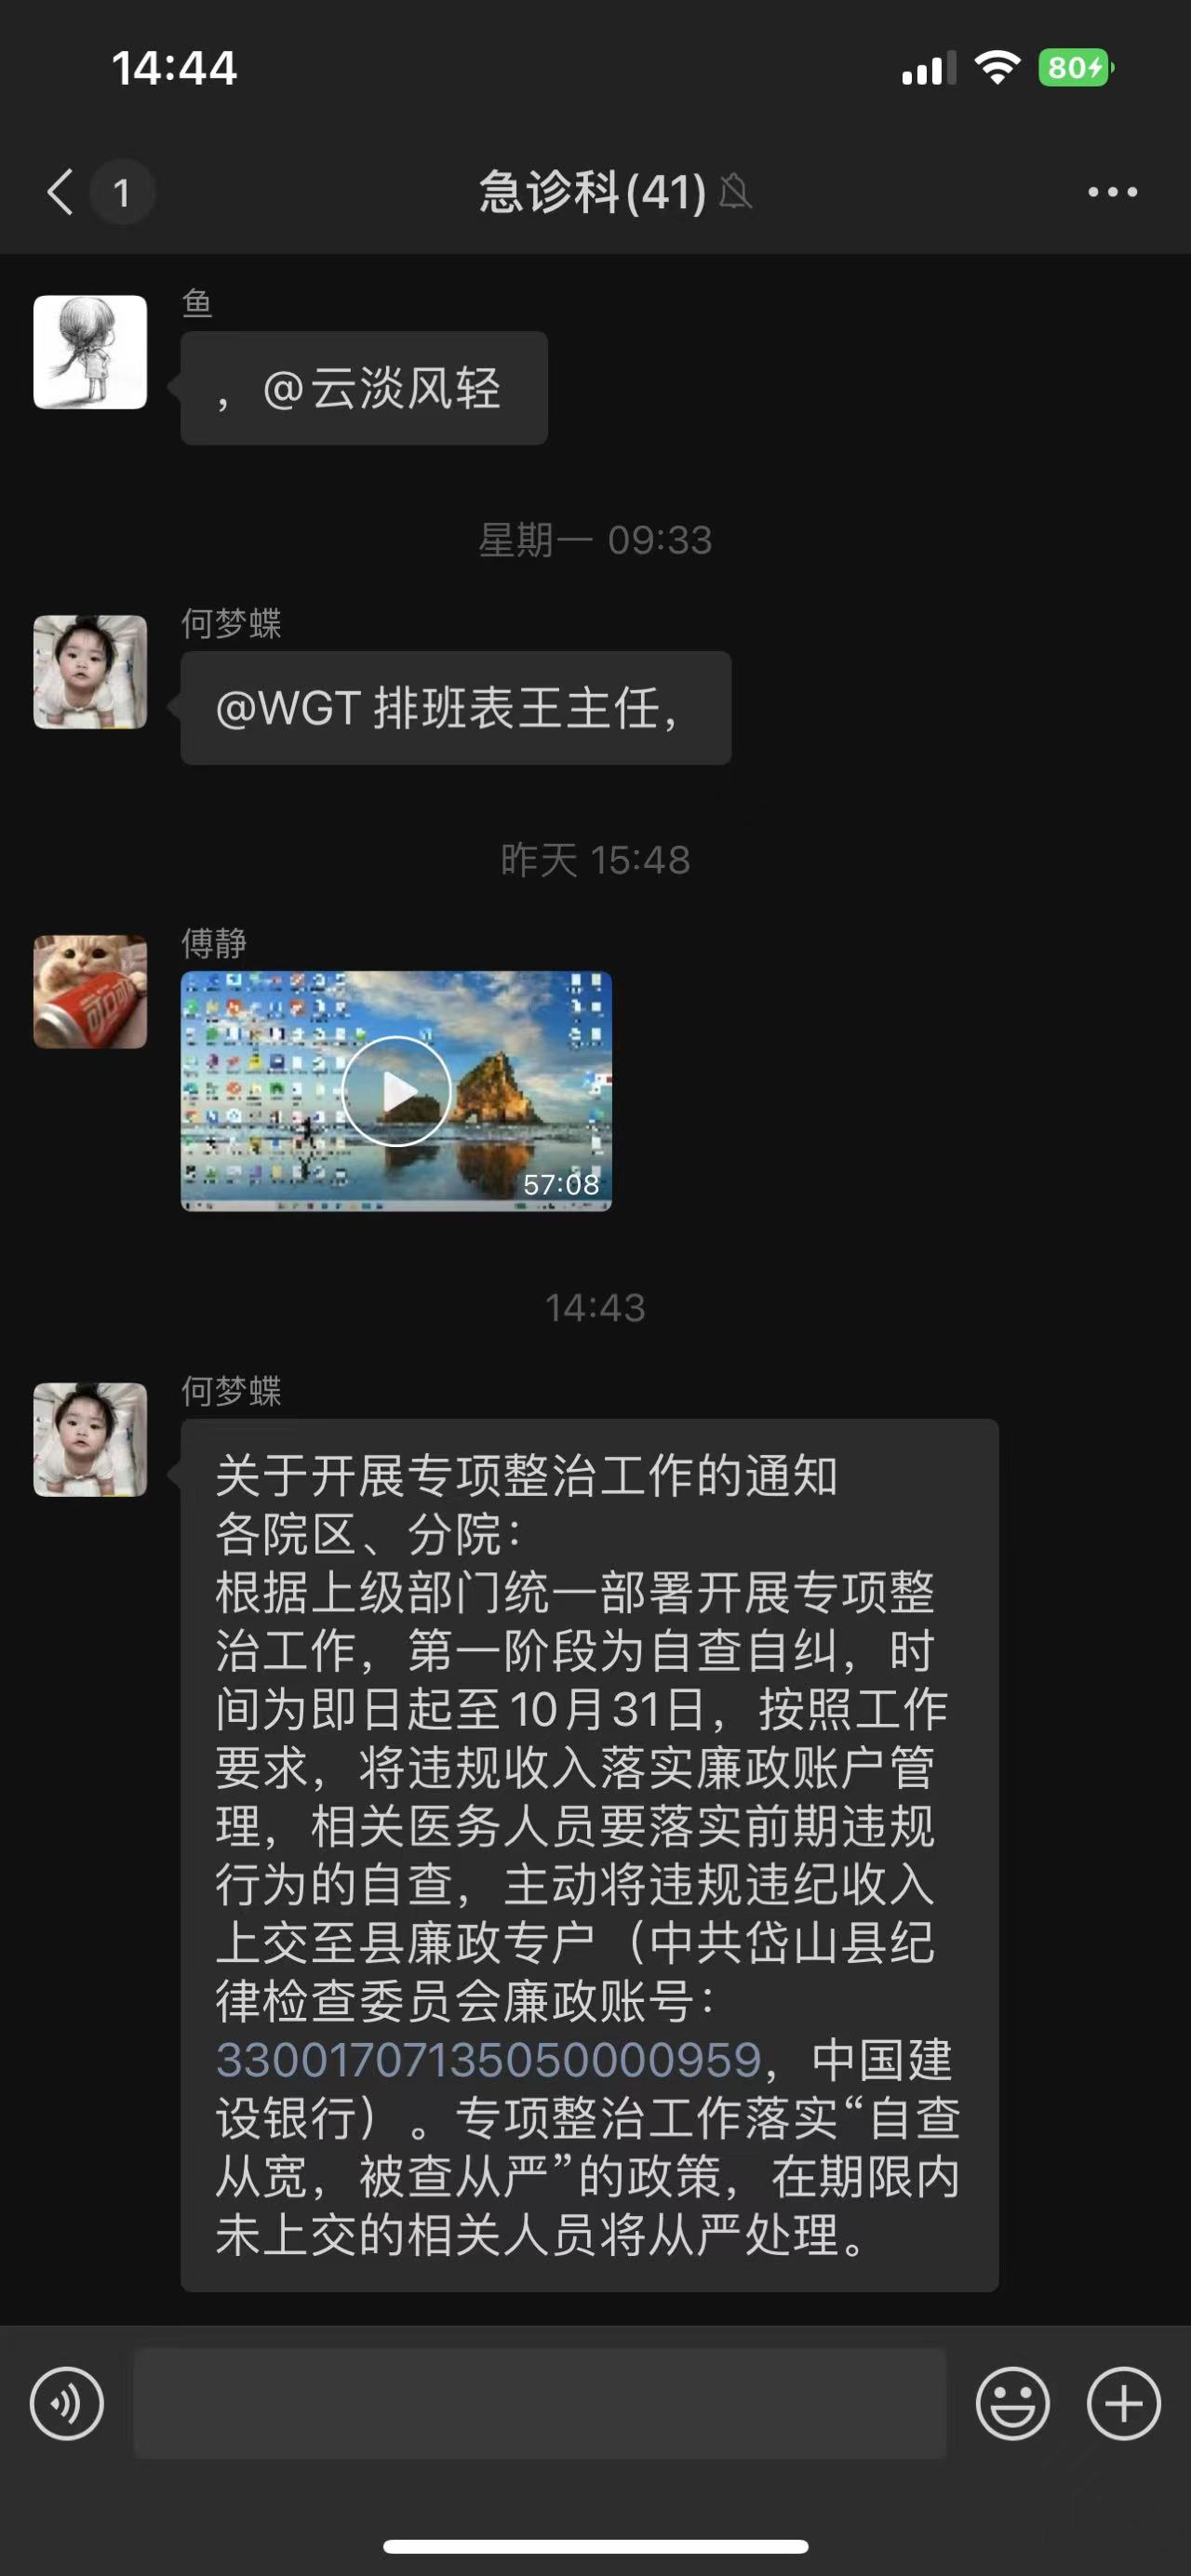 14:44
80
1
急诊科(41)
鱼
，@云淡风轻
星期一 09:33
何梦蝶
@WGT 排班表王主任，
昨天 15:48
傅静
可口可
57:08
14:43
何梦蝶
关于开展专项整治工作的通知
各院区、分院：
根据上级部门统一部署开展专项整
治工作，第一阶段为自查自纠，时
间为即日起至10月31日，按照工作
要求，将违规收入落实廉政账户管
理，相关医务人员要落实前期违规
行为的自查，主动将违规违纪收入
上交至县廉政专户（中共岱山县纪
律检查委员会廉政账号：
33001707135050000959，中国建
设银行）。专项整治工作落实“自查
从宽，被查从严”的政策，在期限内
未上交的相关人员将从严处理。